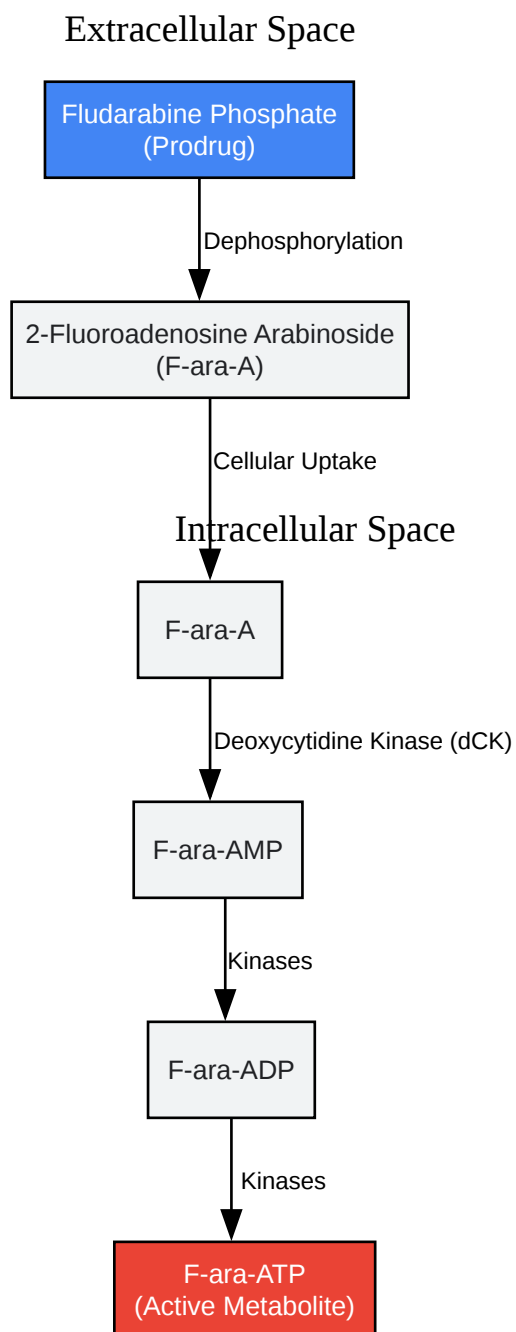 Extracellular Space
Fludarabine Phosphate
(Prodrug)
Dephosphorylation
2-Fluoroadenosine Arabinoside
(F-ara-A)
Cellular Uptake
Intracellular Space
F-ara-A
Deoxycytidine Kinase (dCK)
F-ara-AMP
Kinases
F-ara-ADP
Kinases
F-ara-ATP
(Active Metabolite)